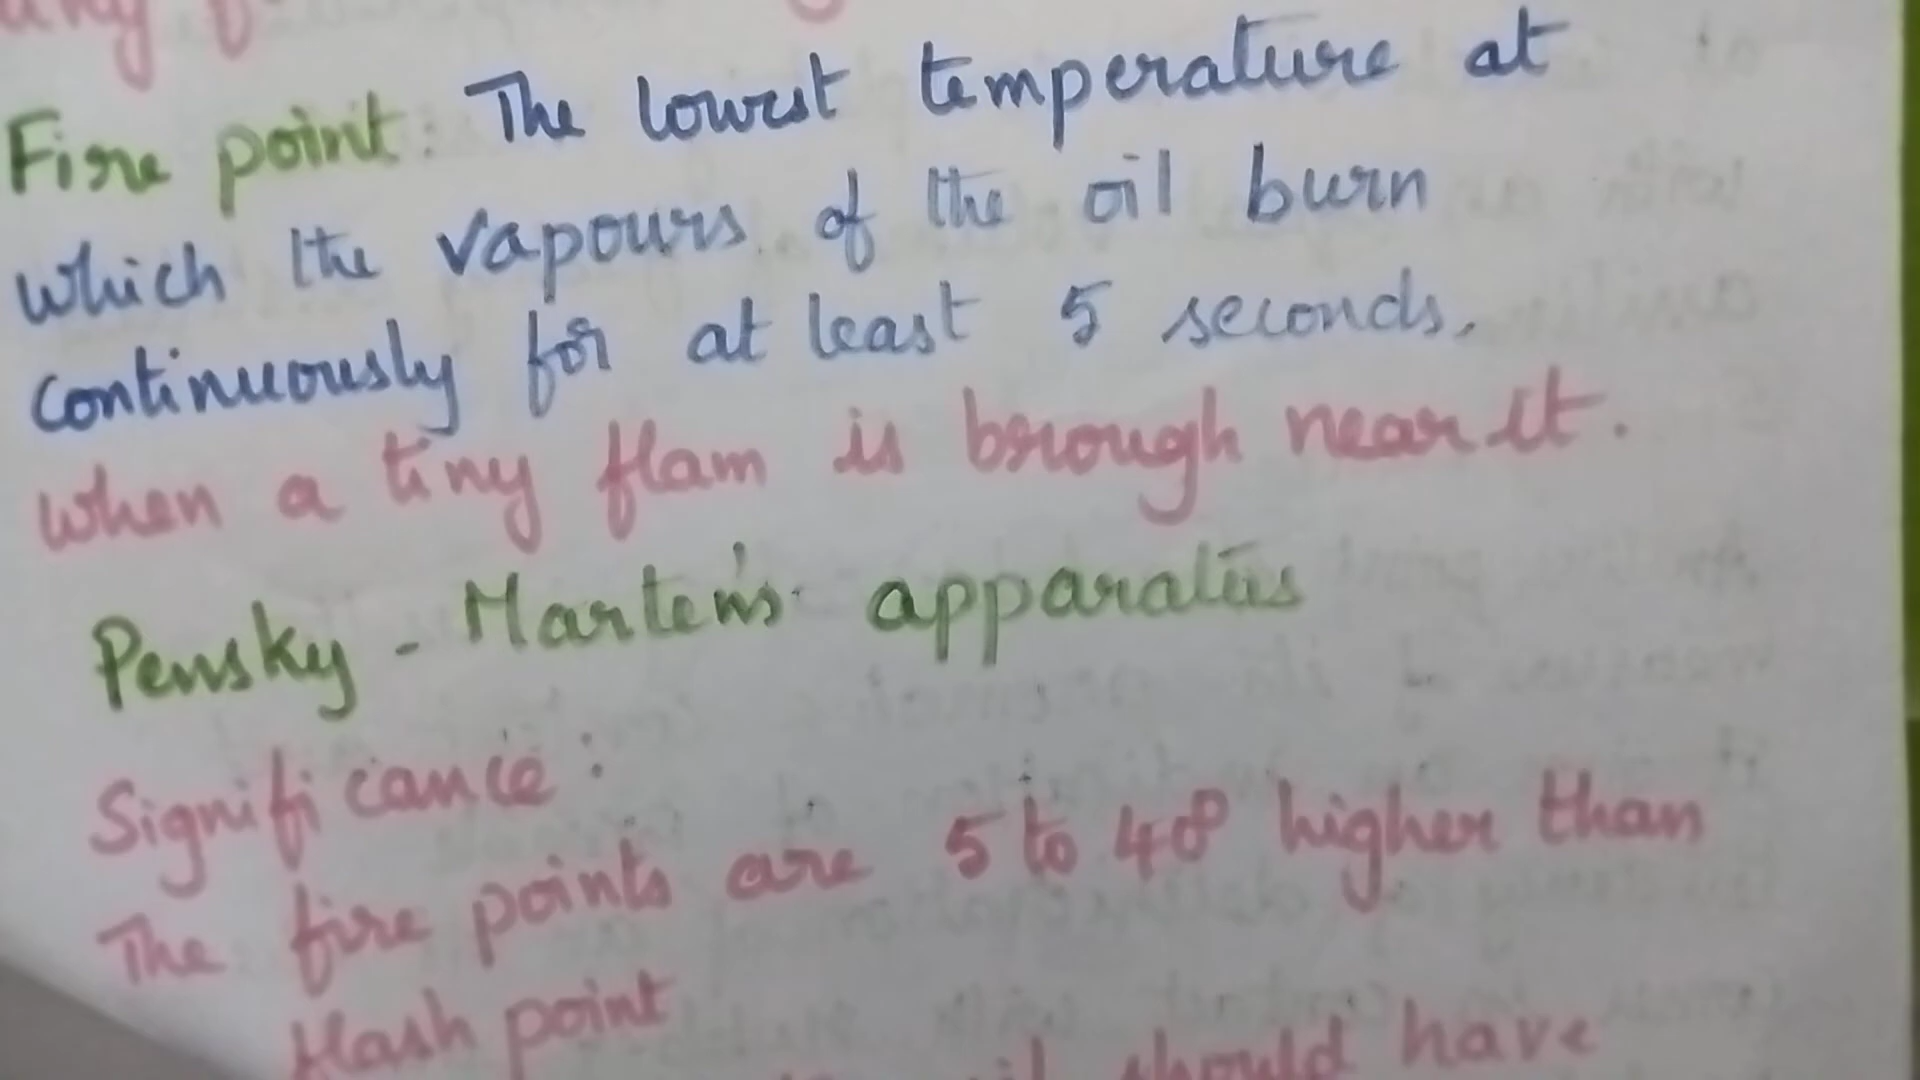 Fire point: The lowest temperature at
which the vapours of the oil burn
continuously for at least 5 seconds.
when a tiny flam is brough near it.
Pensky - Marten's apparatus
Significance:
The fire points are 5 to 40° higher than
flash point
oil should have